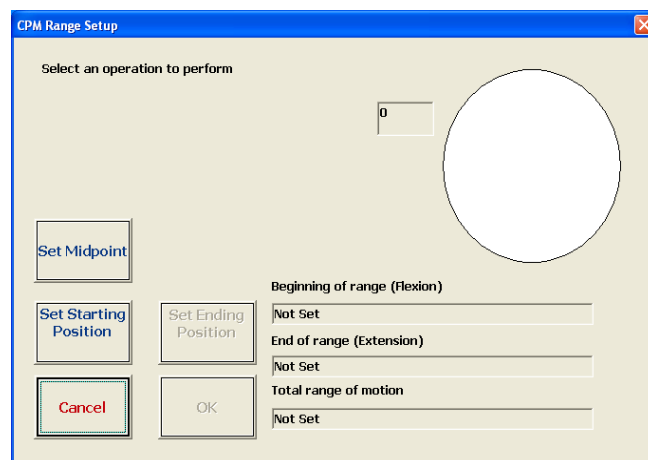 CPM Range Setup
Select an operation to perform
0
Set Midpoint
Beginning of range (Flexion)
Set Starting
Position
Set Ending
Position
Not Set
End of range (Extension)
Not Set
Total range of motion
Cancel
OK
Not Set